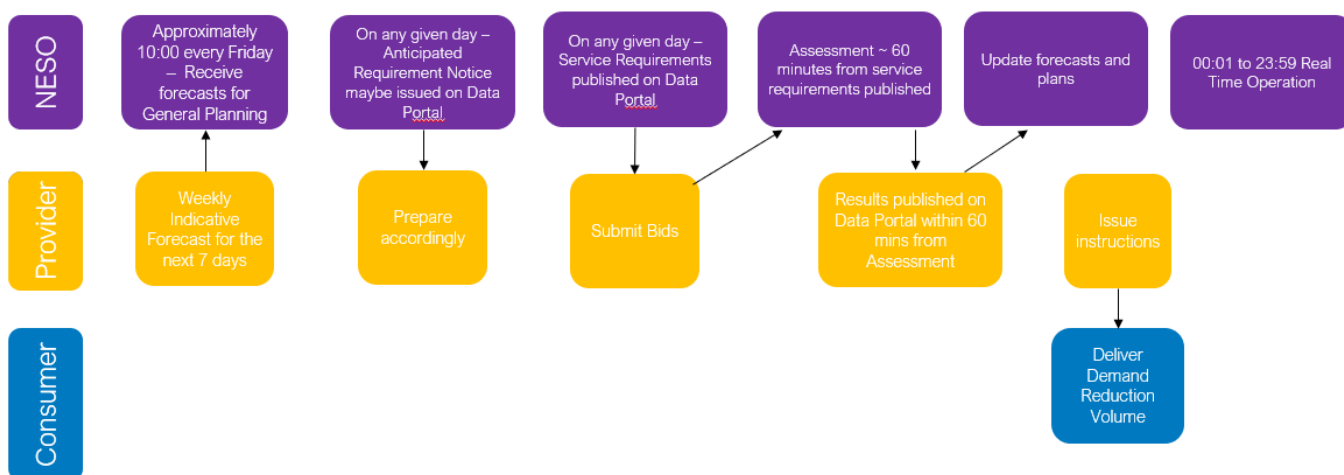 NESO
Approximately
10:00 every Friday
– Receive
forecasts for
General Planning
On any given day –
Anticipated
Requirement Notice
maybe issued on Data
Portal
On any given day –
Service Requirements
published on Data
Portal
Assessment ~ 60
minutes from service
requirements published
Update forecasts and
plans
00:01 to 23:59 Real
Time Operation
Provider
Weekly
Indicative
Forecast for the
next 7 days
Prepare
accordingly
Submit Bids
Results published on
Data Portal within 60
mins from
Assessment
Issue
instructions
Consumer
Deliver
Demand
Reduction
Volume